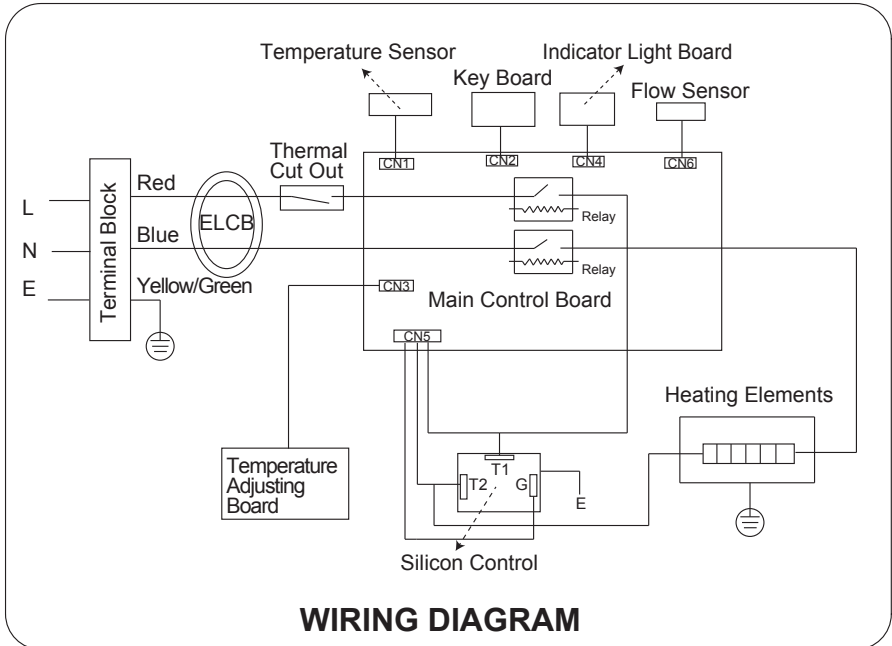 Temperature Sensor
Indicator Light Board
Key Board
Flow Sensor
Thermal
Cut Out
CN1
CN2
CN4
CN6
Red
L
Terminal Block
ELCB
Relay
N
Blue
Relay
E
Yellow/Green
CN3
Main Control Board
CN5
Heating Elements
Temperature
Adjusting
Board
T1
T2
G
E
Silicon Control
WIRING DIAGRAM